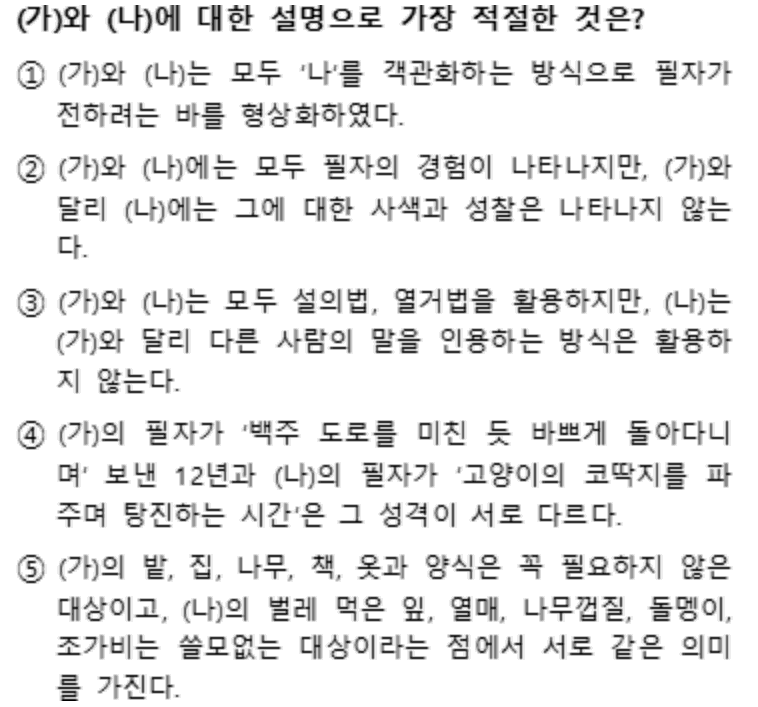 (가)와 (나)에 대한 설명으로 가장 적절한 것은?
① (가)와 (나)는 모두 ‘나’를 객관화하는 방식으로 필자가
전하려는 바를 형상화하였다.
② (가)와 (나)에는 모두 필자의 경험이 나타나지만, (가)와
달리 (나)에는 그에 대한 사색과 성찰은 나타나지 않는
다.
③ (가)와 (나)는 모두 설의법, 열거법을 활용하지만, (나)는
(가)와 달리 다른 사람의 말을 인용하는 방식은 활용하
지 않는다.
④ (가)의 필자가 ‘백주 도로를 미친 듯 바쁘게 돌아다니
며’ 보낸 12년과 (나)의 필자가 ‘고양이의 코딱지를 파
주며 탕진하는 시간’은 그 성격이 서로 다르다.
⑤ (가)의 밭, 집, 나무, 책, 옷과 양식은 꼭 필요하지 않은
대상이고, (나)의 벌레 먹은 잎, 열매, 나무껍질, 돌멩이,
조가비는 쓸모없는 대상이라는 점에서 서로 같은 의미
를 가진다.